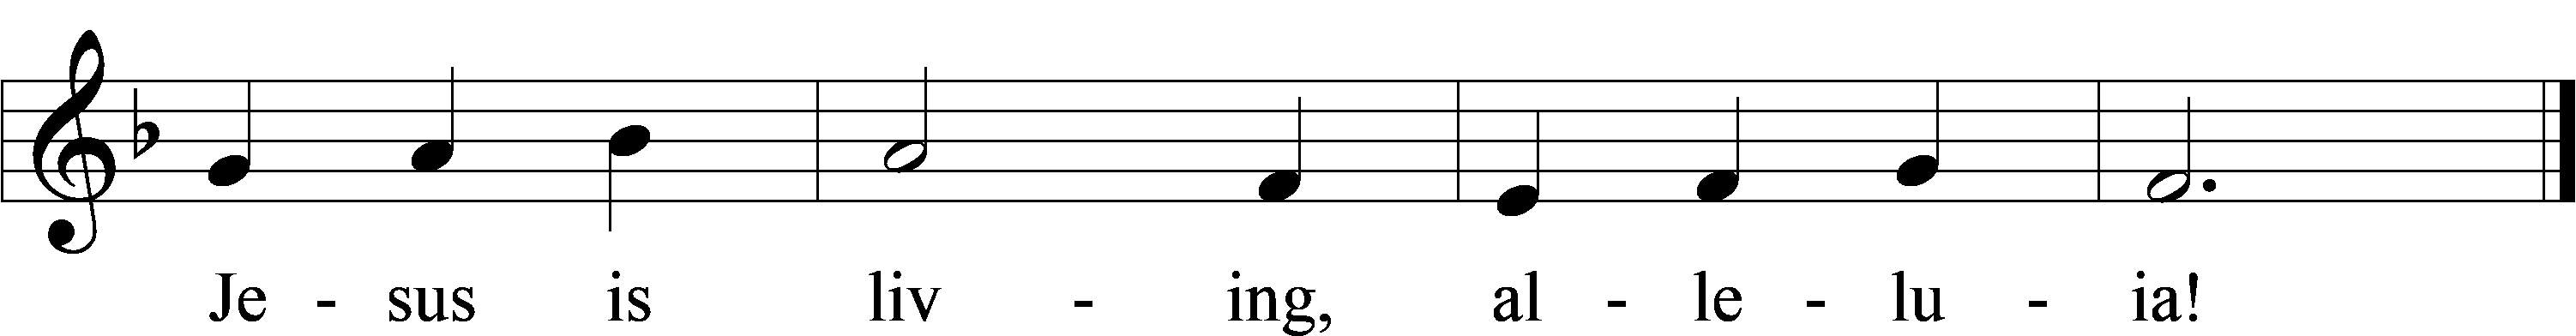 Je - sus is liv - ing, al - le - lu - ia!